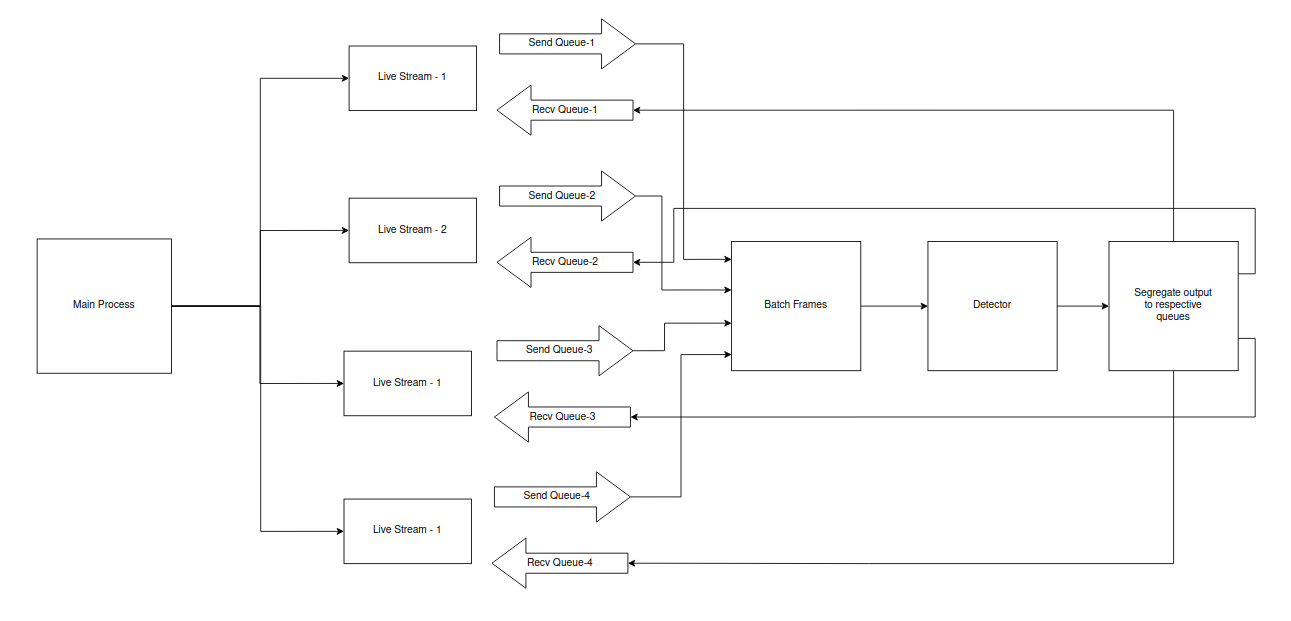 Send Queue-1
Live Stream - 1
Recv Queue-1
Send Queue-2
Live Stream - 2
Recv Queue-2
Main Process
Batch Frames
Detector
Segregate output
to respective
queues
Send Queue-3
Live Stream - 1
Recv Queue-3
Send Queue-4
Live Stream - 1
Recv Queue-4